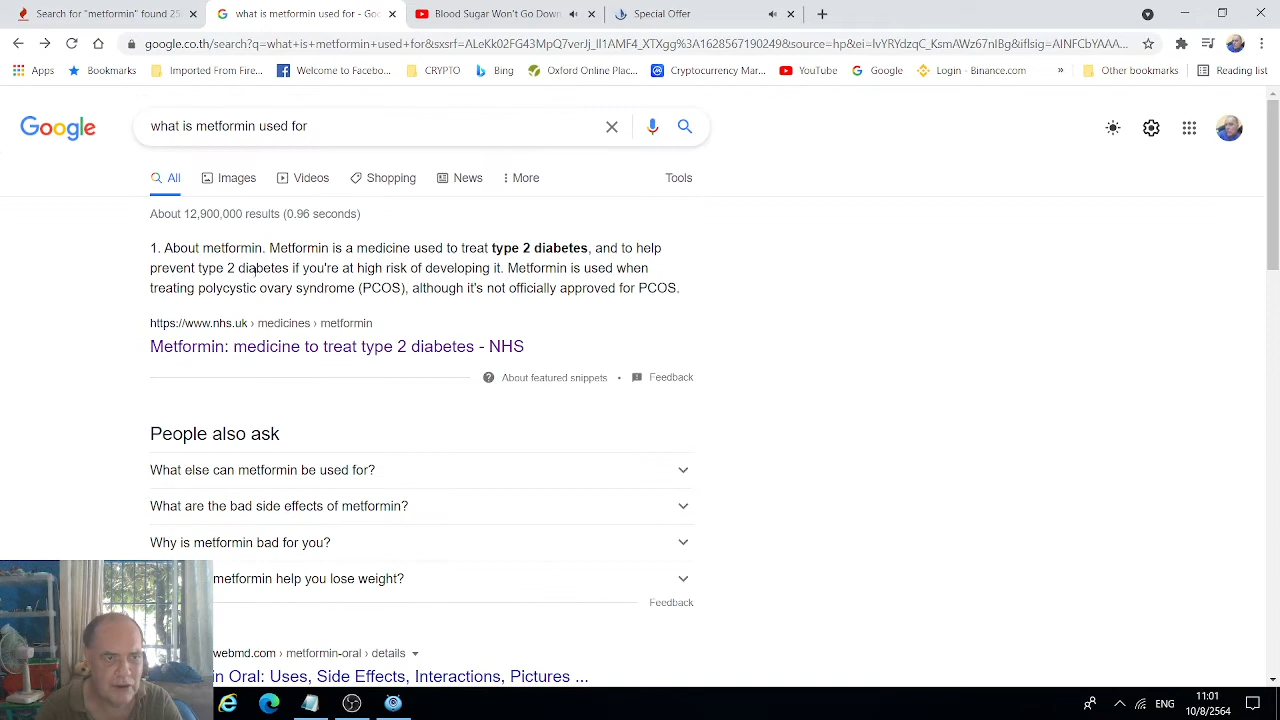 Search for "metformin" found 25
what is metformin used for - Goo
Blood Sugar Won't Go Down
Special Offer
google.co.th/search?q=what+is+metformin+used+for&sxsrf=
Apps
Bookmarks
Imported From Fire...
Welcome to Facebo...
CRYPTO
Bing
Oxford Online Plac...
Cryptocurrency Mar...
YouTube
Google
Login - Binance.com
»
Other bookmarks
Reading list
Google
what is metformin used for
All
Images
Videos
Shopping
News
More
Tools
About 12,900,000 results (0.96 seconds)
1. About metformin. Metformin is a medicine used to treat type 2 diabetes, and to help
prevent type 2 diabetes if you're at high risk of developing it. Metformin is used when
treating polycystic ovary syndrome (PCOS), although it's not officially approved for PCOS.
https://www.nhs.uk › medicines › metformin
Metformin: medicine to treat type 2 diabetes - NHS
About featured snippets
•
Feedback
People also ask
What else can metformin be used for?
What are the bad side effects of metformin?
Why is metformin bad for you?
metformin help you lose weight?
Feedback
webmd.com › metformin-oral › details
Oral: Uses, Side Effects, Interactions, Pictures ...
ENG
11:01
10/8/2564